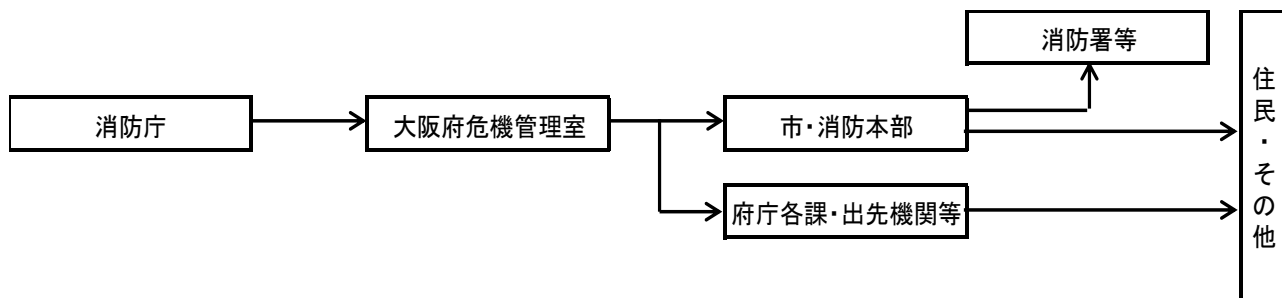 消防署等
消防庁
大阪府危機管理室
市・消防本部
府庁各課・出先機関等
住民・その他